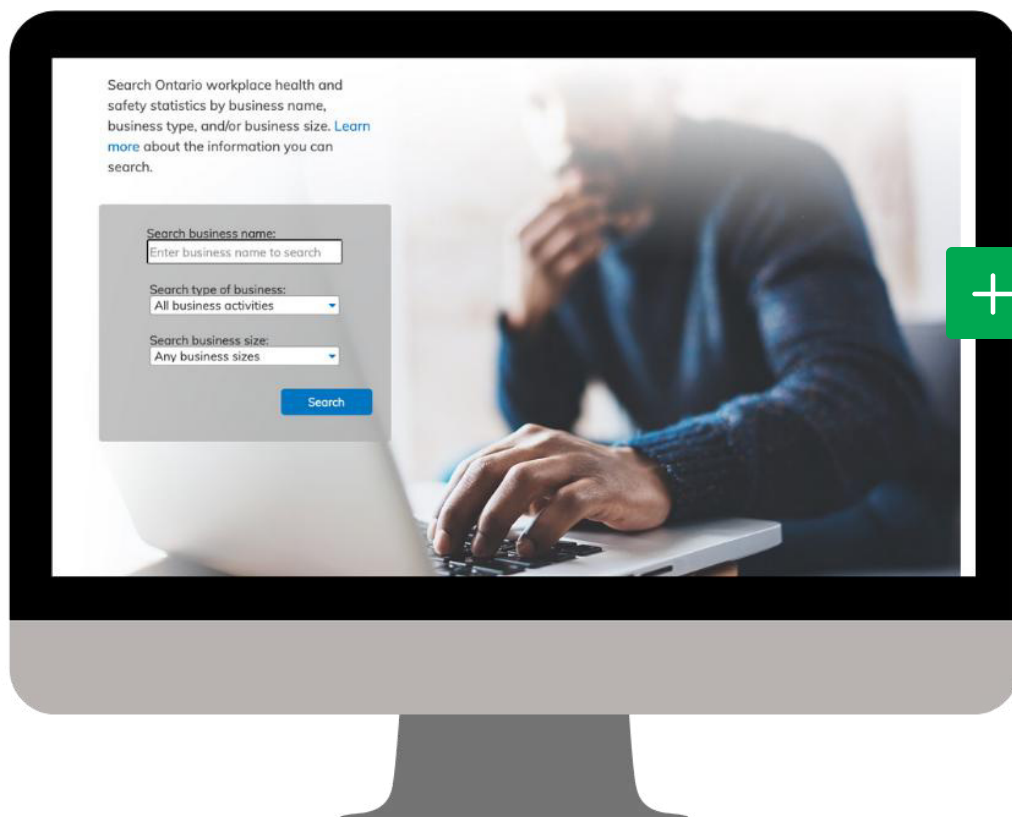 Search Ontario workplace health and
safety statistics by business name,
business type, and/or business size. Learn
more about the information you can
search.
Search business name:
Enter business name to search
Search type of business:
All business activities
Search business size:
Any business sizes
Search